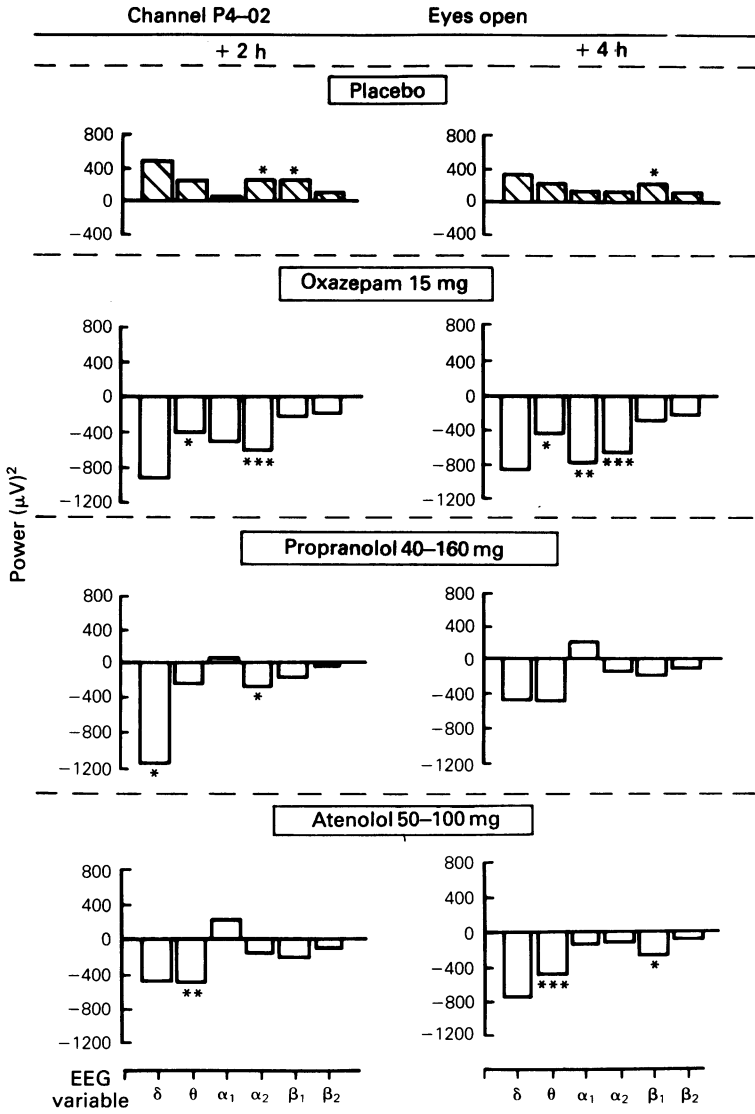 Channel P4–02 Eyes open
+ 2 h + 4 h
Placebo
800 800
400 * * 400 *
0 0
−400 −400
Oxazepam 15 mg
800 800
400 400
0 0
−400 * −400 *
−800 *** −800 ** ***
−1200 −1200
Power (μV)²
Propranolol 40–160 mg
800 800
400 400
0 0
−400 * −400
−800 −800
−1200 * −1200
Atenolol 50–100 mg
800 800
400 400
0 0
−400 ** −400 *** *
−800 −800
−1200 −1200
EEG variable δ θ α₁ α₂ β₁ β₂ δ θ α₁ α₂ β₁ β₂